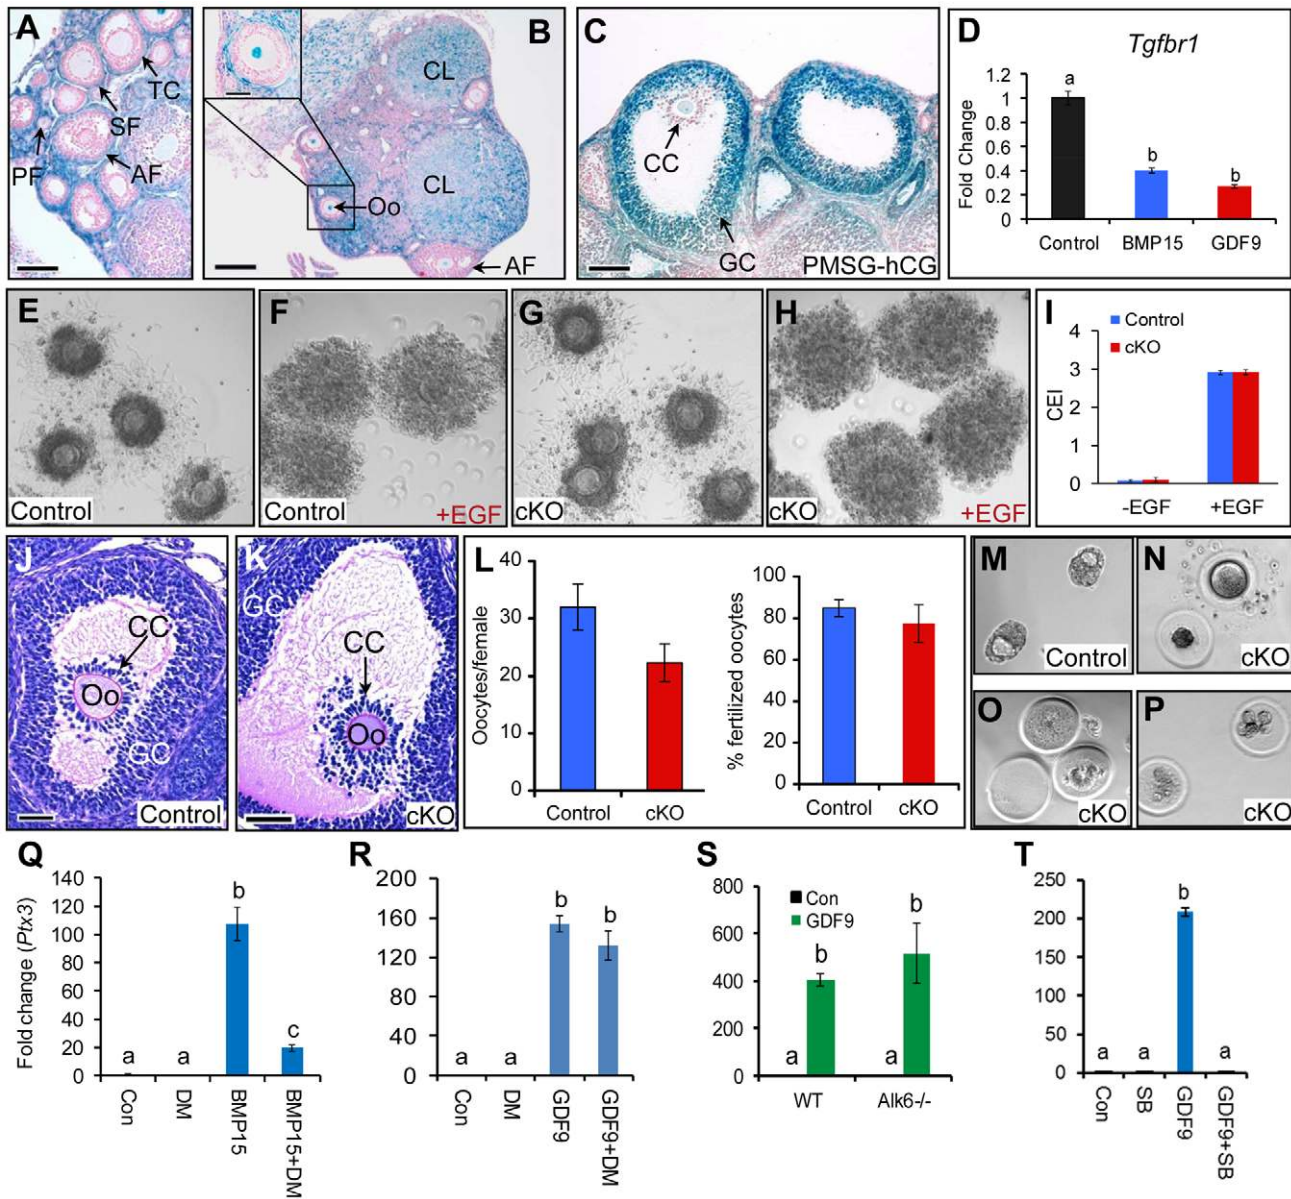 A
TC
SF
PF
AF
B
CL
CL
Oo
AF
C
CC
GC
PMSG-hCG
D
Tgfbr1
Fold Change
1.2
1
0.8
0.6
0.4
0.2
0
a
b
b
Control
BMP15
GDF9
E
Control
F
Control
+EGF
G
cKO
H
cKO
+EGF
I
Control
cKO
CEI
4
3
2
1
0
-EGF
+EGF
J
CC
Oo
GC
Control
K
GC
CC
Oo
cKO
L
Oocytes/female
40
30
20
10
0
Control
cKO
% fertilized oocytes
100
80
60
40
20
0
Control
cKO
M
Control
N
cKO
O
cKO
P
cKO
Q
Fold change (Ptx3)
140
120
100
80
60
40
20
0
a
a
b
c
Con
DM
BMP15
BMP15+DM
R
200
160
120
80
40
0
a
a
b
b
Con
DM
GDF9
GDF9+DM
S
Con
GDF9
800
600
400
200
0
a
b
a
b
WT
Alk6-/-
T
250
200
150
100
50
0
a
a
b
a
Con
SB
GDF9
GDF9+SB